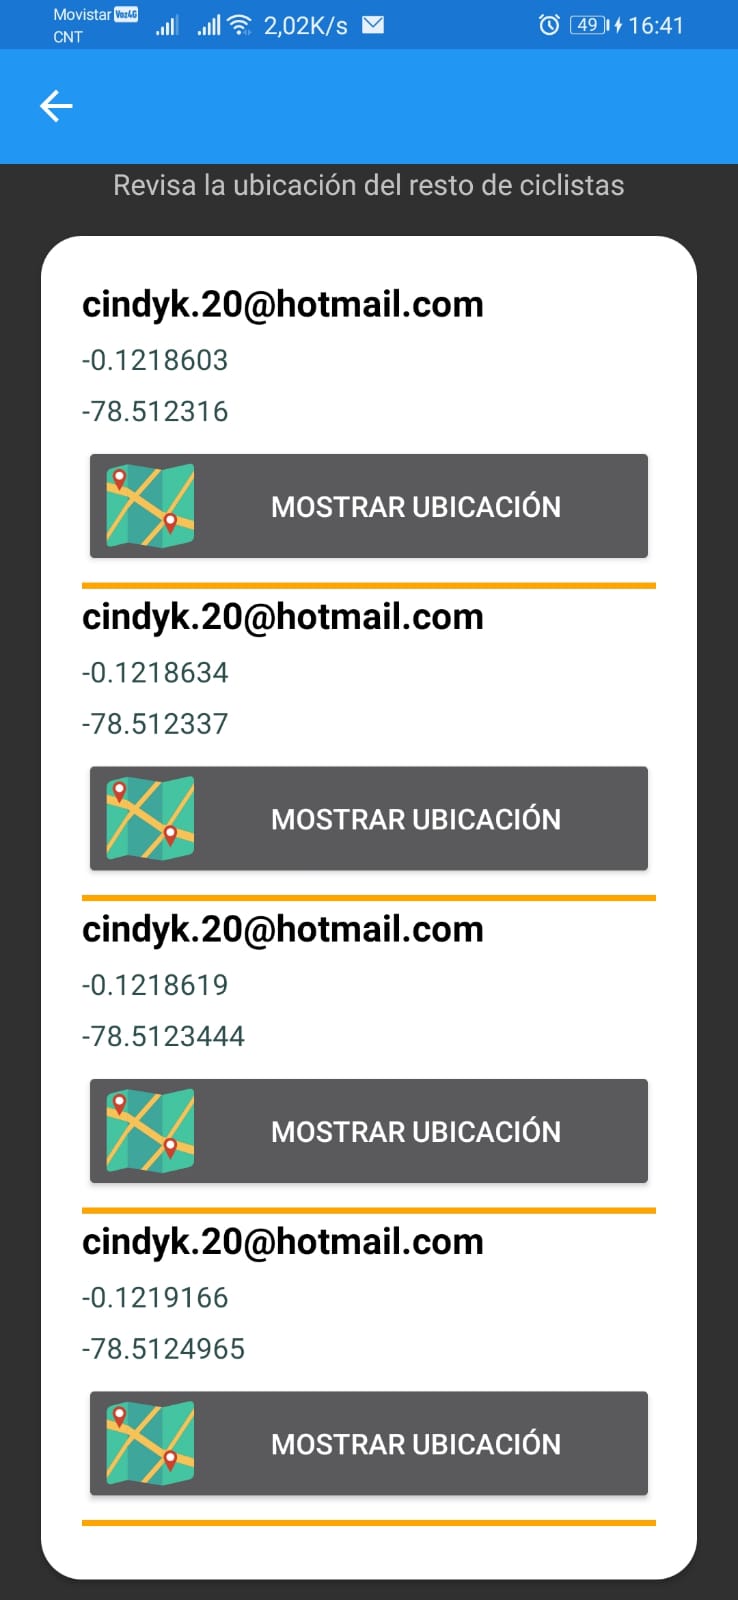 Movistar Voz4G
CNT
2,02K/s
49
16:41
Revisa la ubicación del resto de ciclistas
cindyk.20@hotmail.com
-0.1218603
-78.512316
MOSTRAR UBICACIÓN
cindyk.20@hotmail.com
-0.1218634
-78.512337
MOSTRAR UBICACIÓN
cindyk.20@hotmail.com
-0.1218619
-78.5123444
MOSTRAR UBICACIÓN
cindyk.20@hotmail.com
-0.1219166
-78.5124965
MOSTRAR UBICACIÓN